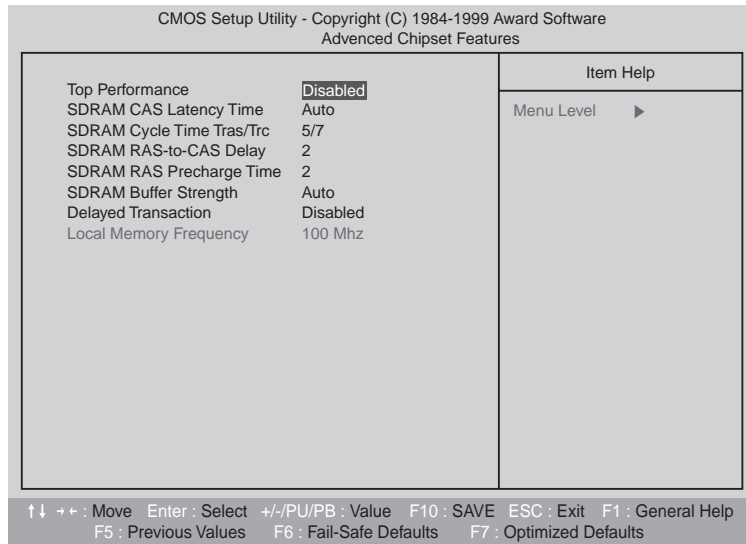 CMOS Setup Utility - Copyright (C) 1984-1999 Award Software
Advenced Chipset Features
Top Performance Disabled
SDRAM CAS Latency Time Auto
SDRAM Cycle Time Tras/Trc 5/7
SDRAM RAS-to-CAS Delay 2
SDRAM RAS Precharge Time 2
SDRAM Buffer Strength Auto
Delayed Transaction Disabled
Local Memory Frequency 100 Mhz
Item Help
Menu Level ▶
↑↓ →← : Move Enter : Select +/-/PU/PB : Value F10 : SAVE ESC : Exit F1 : General Help
F5 : Previous Values F6 : Fail-Safe Defaults F7 : Optimized Defaults